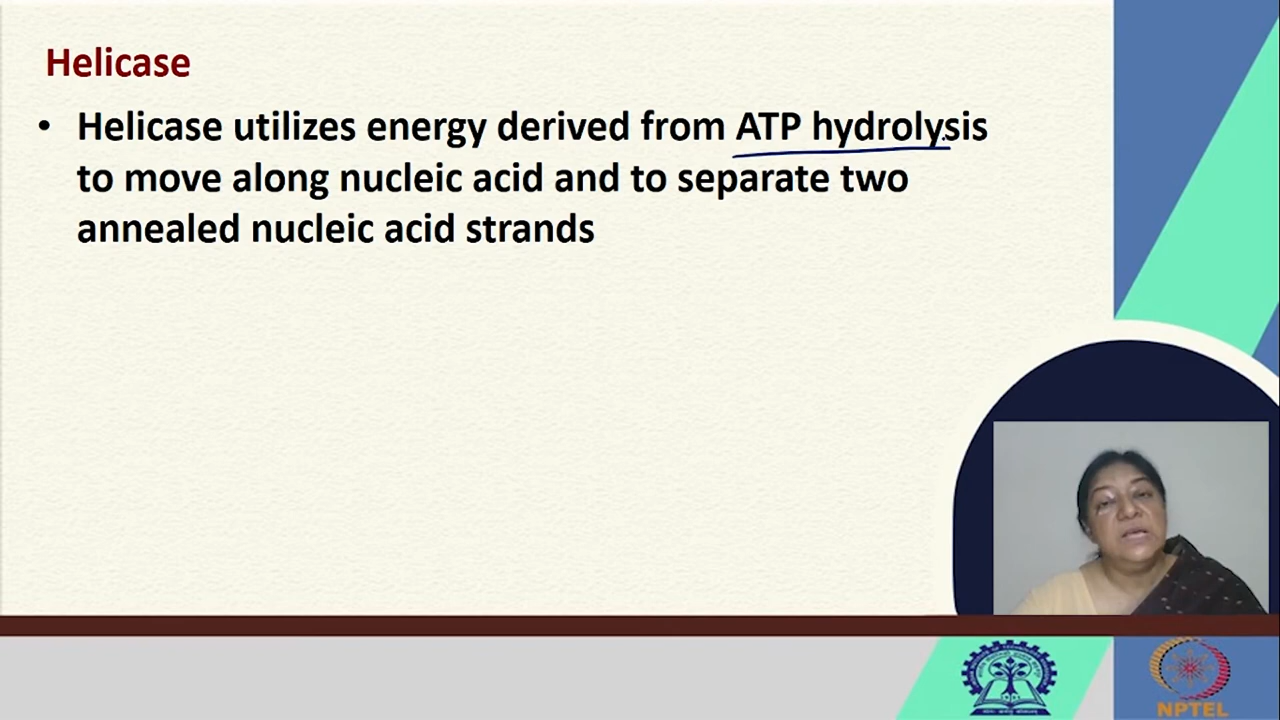 Helicase
• Helicase utilizes energy derived from ATP hydrolysis
to move along nucleic acid and to separate two
annealed nucleic acid strands
NPTEL